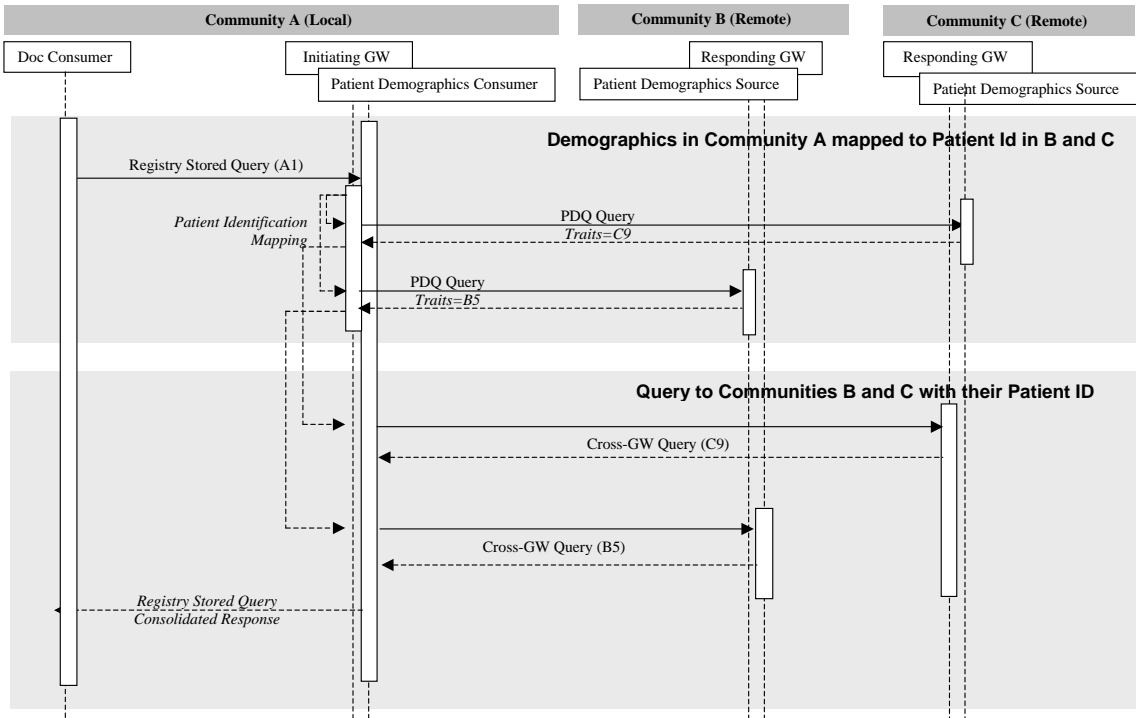 Community A (Local)
Community B (Remote)
Community C (Remote)
Doc Consumer
Initiating GW
Responding GW
Responding GW
Patient Demographics Consumer
Patient Demographics Source
Patient Demographics Source
Demographics in Community A mapped to Patient Id in B and C
Registry Stored Query (A1)
Patient Identification
Mapping
PDQ Query
Traits=C9
PDQ Query
Traits=B5
Query to Communities B and C with their Patient ID
Cross-GW Query (C9)
Cross-GW Query (B5)
Registry Stored Query
Consolidated Response